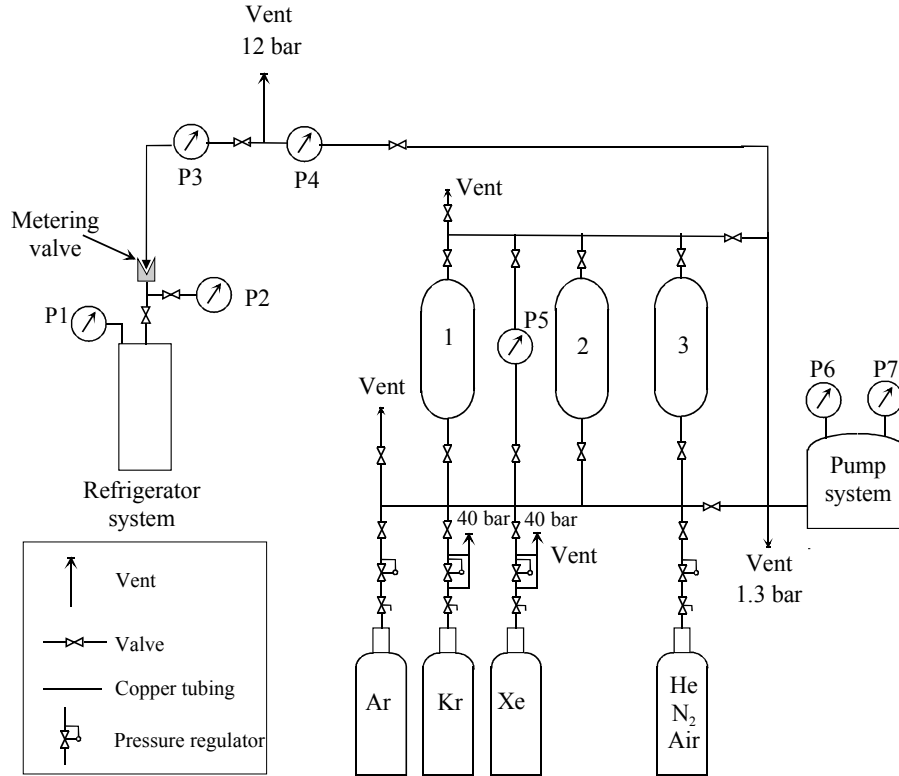 Vent
12 bar
P3
P4
Vent
Metering
valve
P2
P1
P5
1
2
3
P6
P7
Vent
Pump
system
Refrigerator
system
40 bar
40 bar
Vent
Vent
1.3 bar
Vent
Valve
Copper tubing
Pressure regulator
Ar
Kr
Xe
He
N2
Air